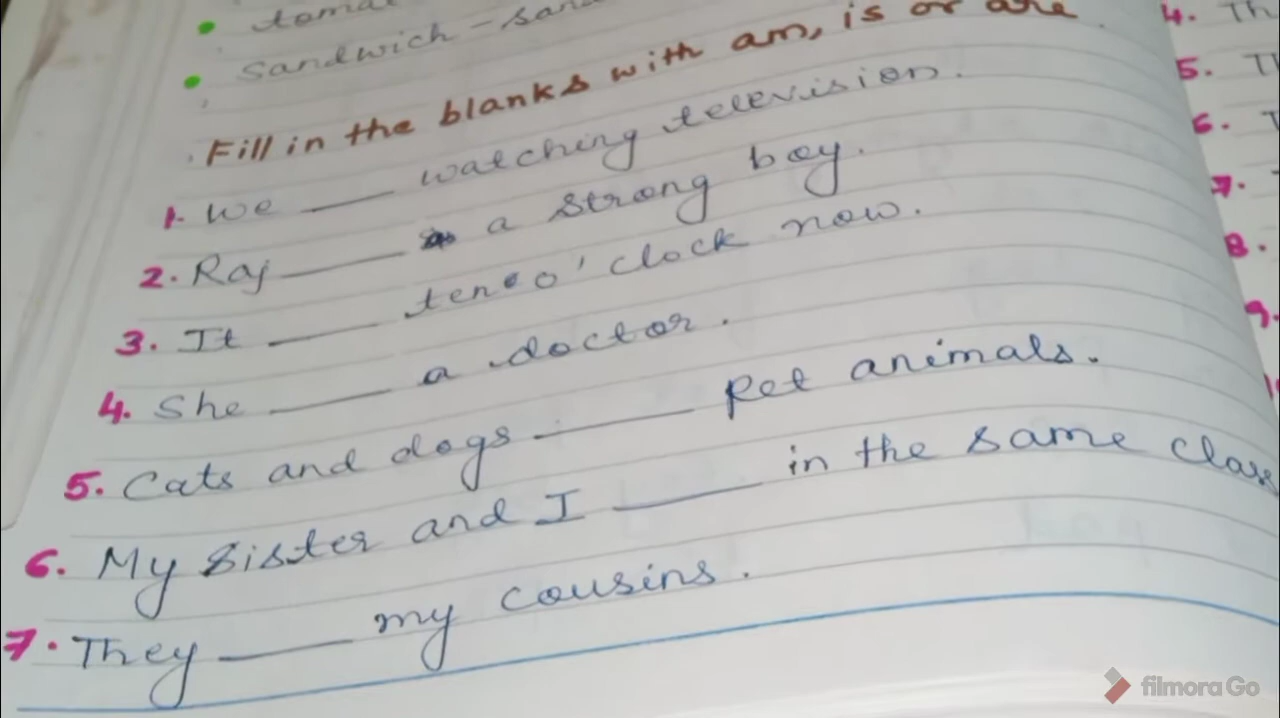 sandwich -
Fill in the blanks with am, is or are
1. We ____ watching television.
2. Raj ____ a strong boy.
3. It ____ ten o'clock now.
4. She ____ a doctor.
5. Cats and dogs ____ pet animals.
6. My sister and I ____ in the same
7. They ____ my cousins.
4.
5.
6.
7.
8.
9.
filmora Go